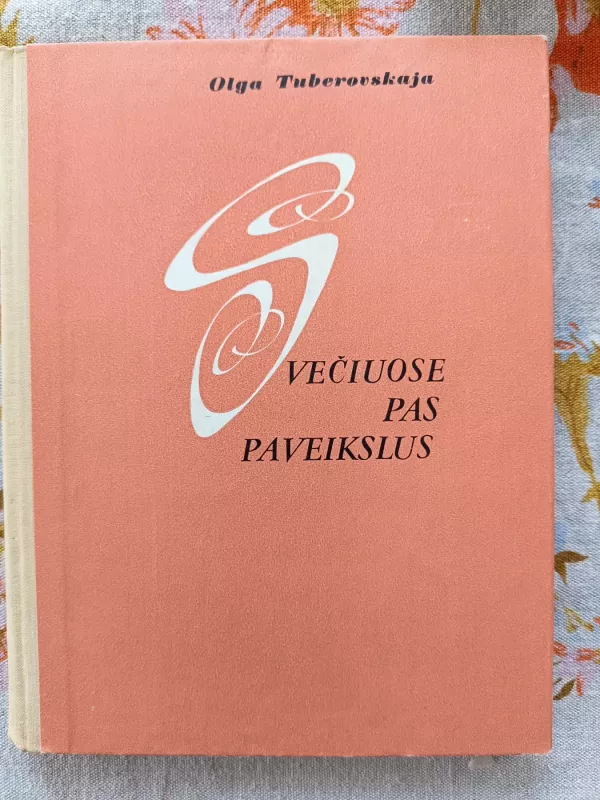 Olga Tuberovskaja
SVEČIUOSE
PAS
PAVEIKSLUS